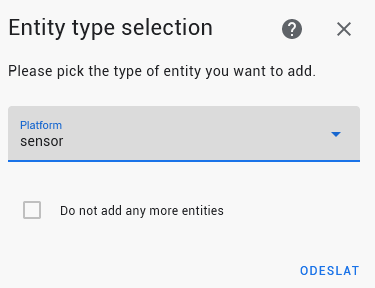 Entity type selection
Please pick the type of entity you want to add.
Platform
sensor
Do not add any more entities
ODESLAT